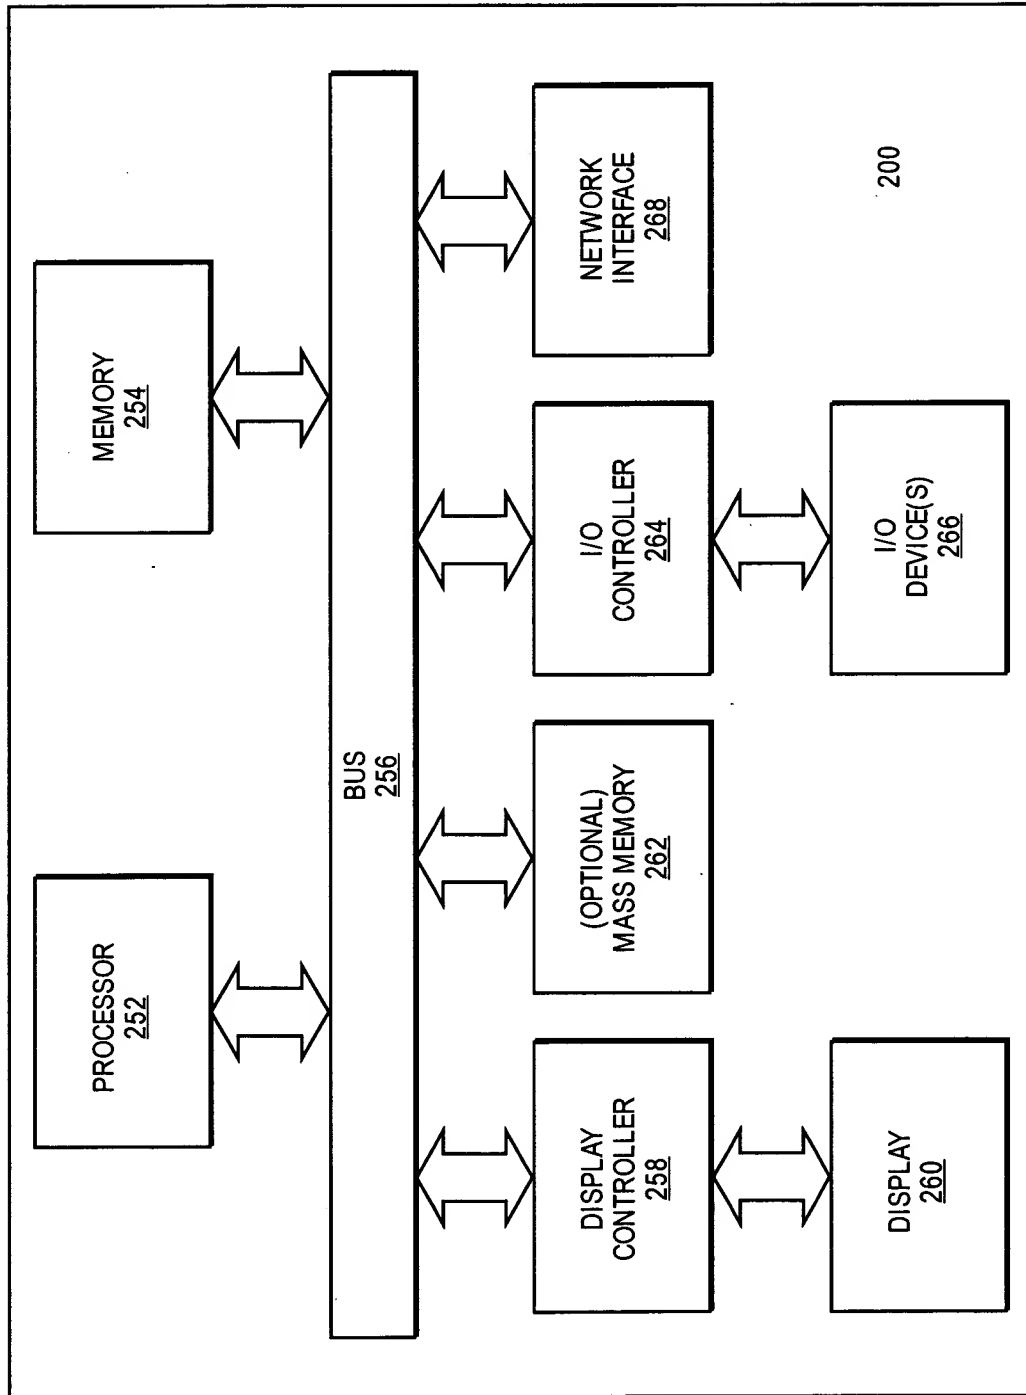 PROCESSOR
252
MEMORY
254
BUS
256
DISPLAY
CONTROLLER
258
(OPTIONAL)
MASS MEMORY
262
I/O
CONTROLLER
264
NETWORK
INTERFACE
268
DISPLAY
260
I/O
DEVICE(S)
266
200